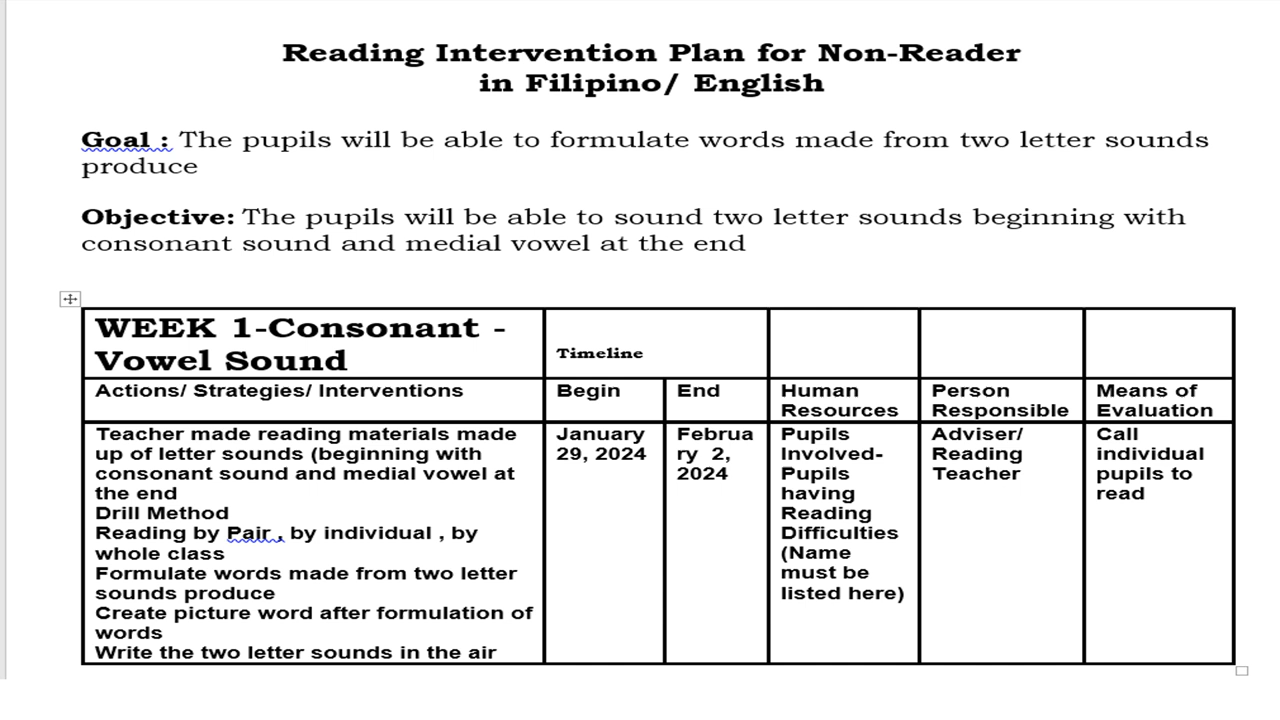 Reading Intervention Plan for Non-Reader
in Filipino/ English
Goal : The pupils will be able to formulate words made from two letter sounds
produce
Objective: The pupils will be able to sound two letter sounds beginning with
consonant sound and medial vowel at the end
WEEK 1-Consonant -
Vowel Sound
Timeline
Actions/ Strategies/ Interventions
Begin
End
Human
Resources
Person
Responsible
Means of
Evaluation
Teacher made reading materials made
up of letter sounds (beginning with
consonant sound and medial vowel at
the end
Drill Method
Reading by Pair , by individual , by
whole class
Formulate words made from two letter
sounds produce
Create picture word after formulation of
words
Write the two letter sounds in the air
January
29, 2024
Februa
ry 2,
2024
Pupils
Involved-
Pupils
having
Reading
Difficulties
(Name
must be
listed here)
Adviser/
Reading
Teacher
Call
individual
pupils to
read